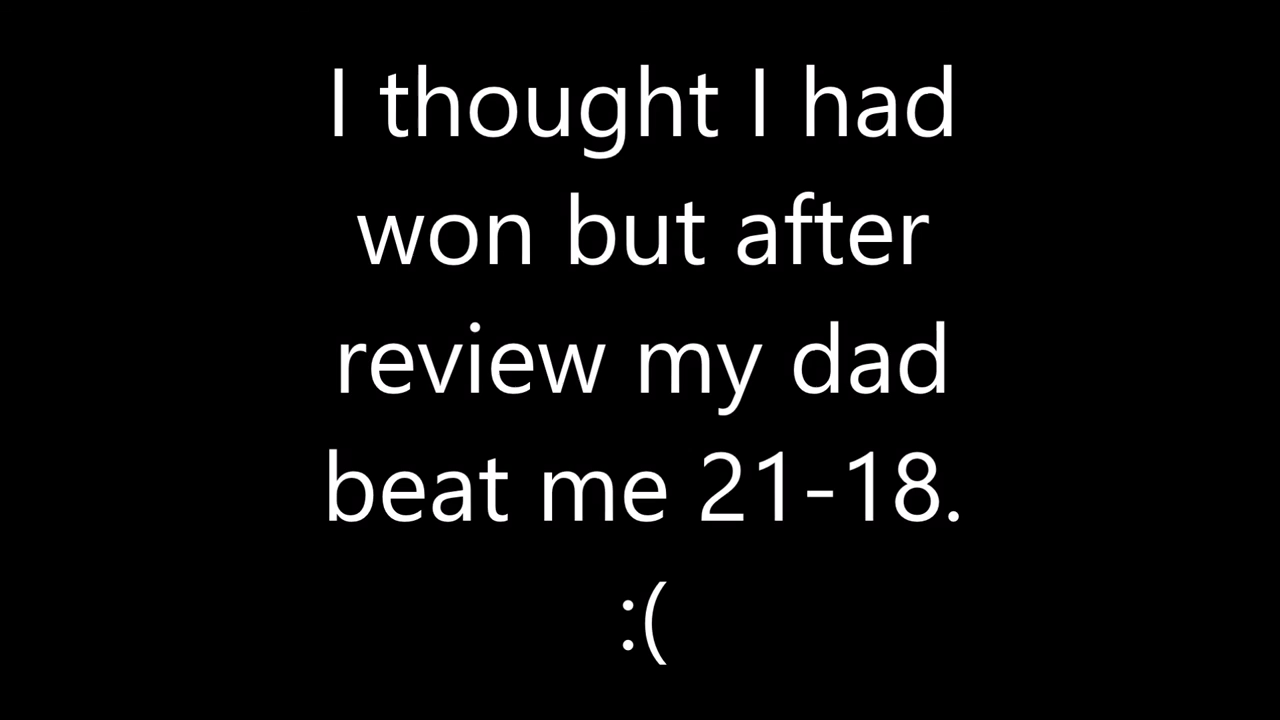 I thought I had
won but after
review my dad
beat me 21-18.
:(